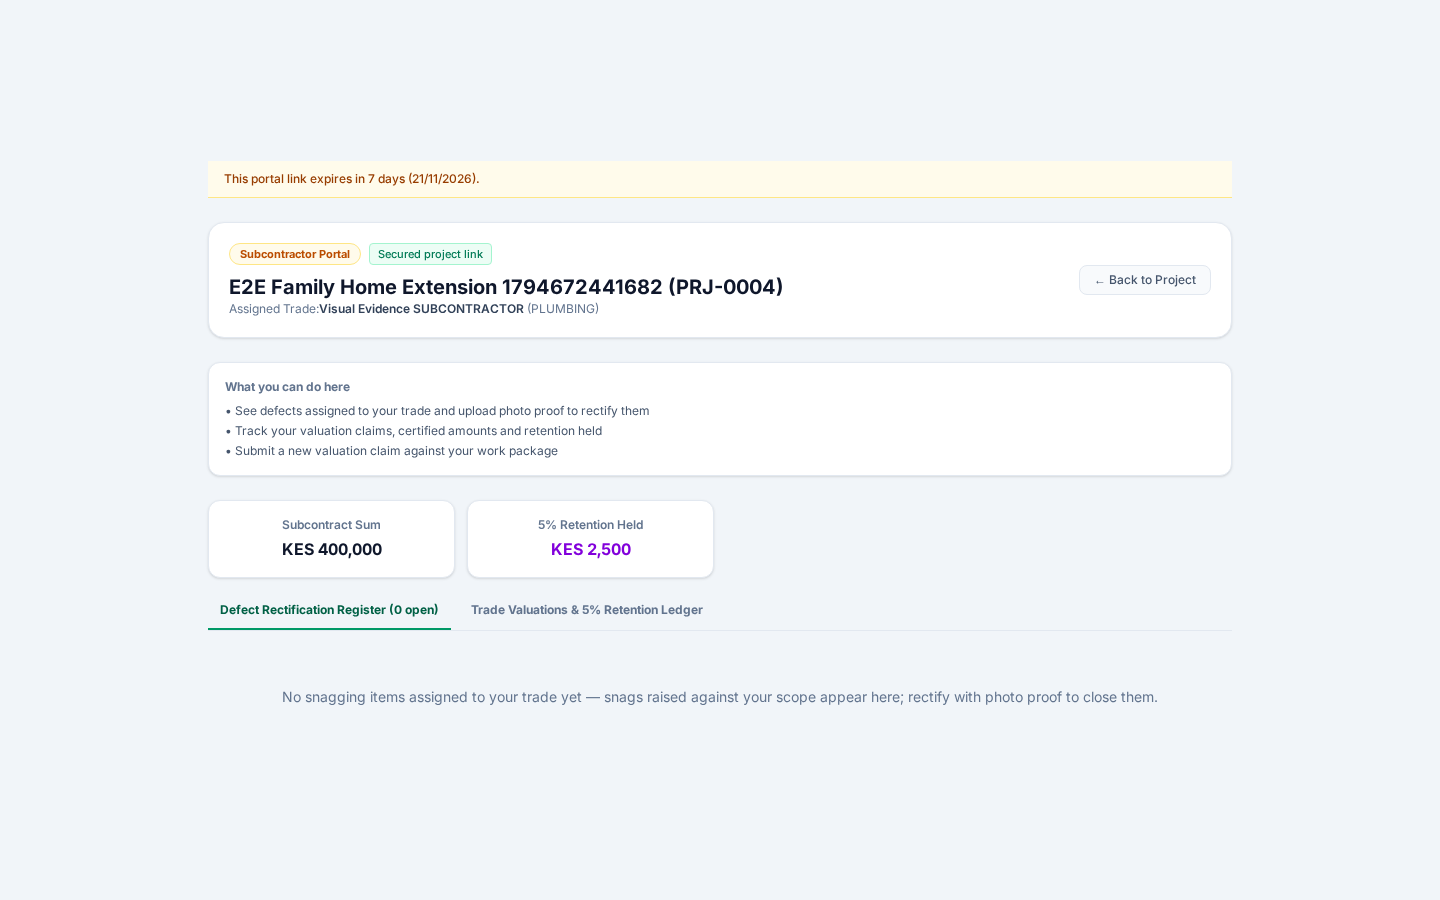 This portal link expires in 7 days (21/11/2026).
Subcontractor Portal Secured project link
E2E Family Home Extension 1794672441682 (PRJ-0004)
Assigned Trade:Visual Evidence SUBCONTRACTOR (PLUMBING)
← Back to Project
What you can do here
• See defects assigned to your trade and upload photo proof to rectify them
• Track your valuation claims, certified amounts and retention held
• Submit a new valuation claim against your work package
Subcontract Sum
KES 400,000
5% Retention Held
KES 2,500
Defect Rectification Register (0 open) Trade Valuations & 5% Retention Ledger
No snagging items assigned to your trade yet — snags raised against your scope appear here; rectify with photo proof to close them.